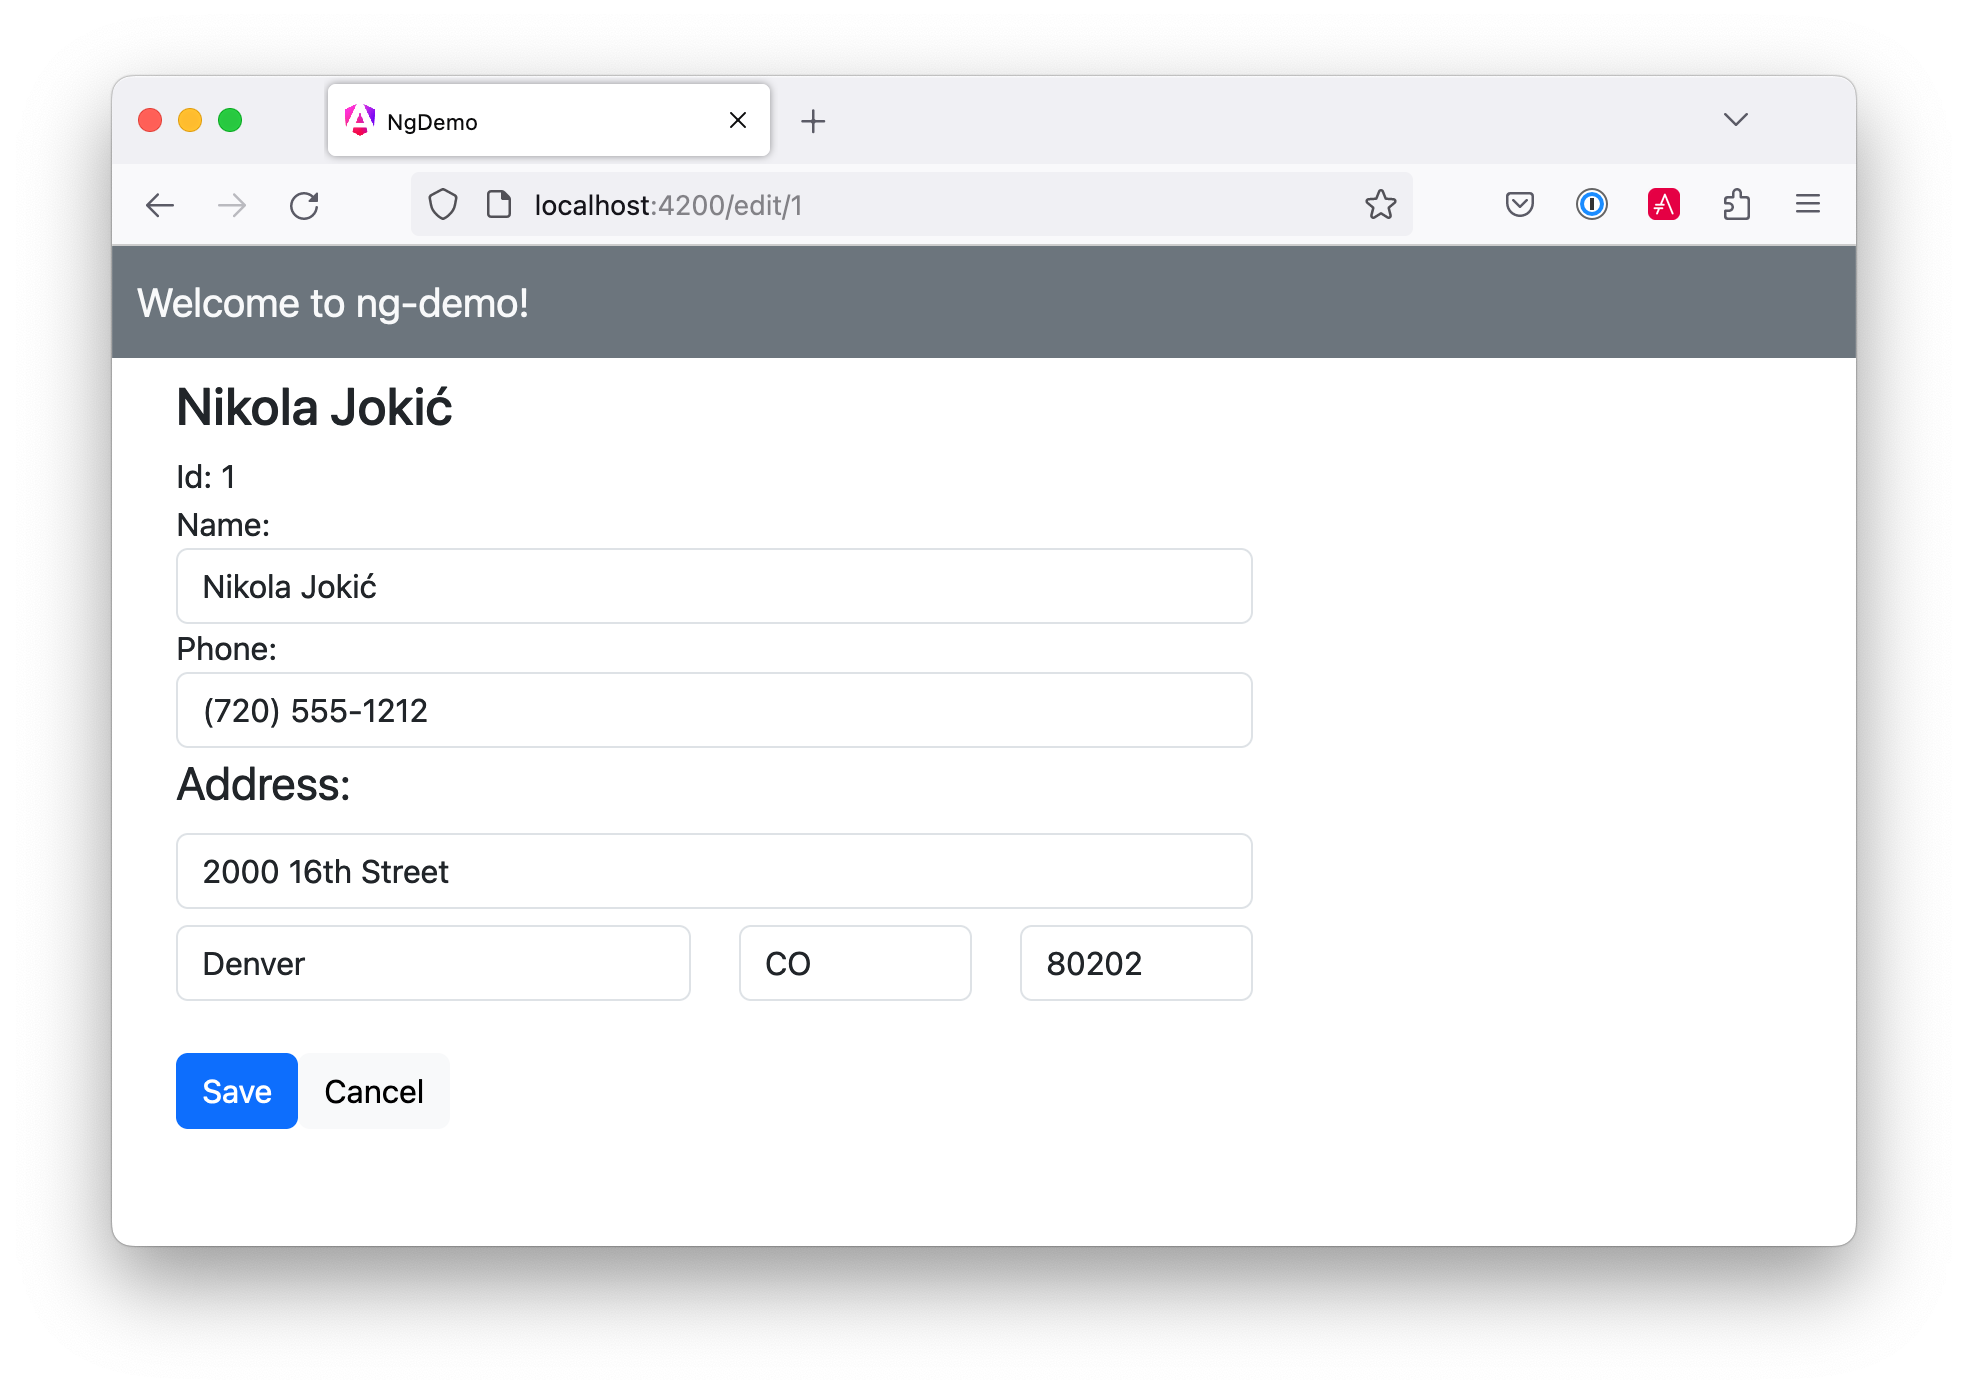 NgDemo
localhost:4200/edit/1
Welcome to ng-demo!
Nikola Jokić
Id: 1
Name:
Nikola Jokić
Phone:
(720) 555-1212
Address:
2000 16th Street
Denver CO 80202
Save Cancel